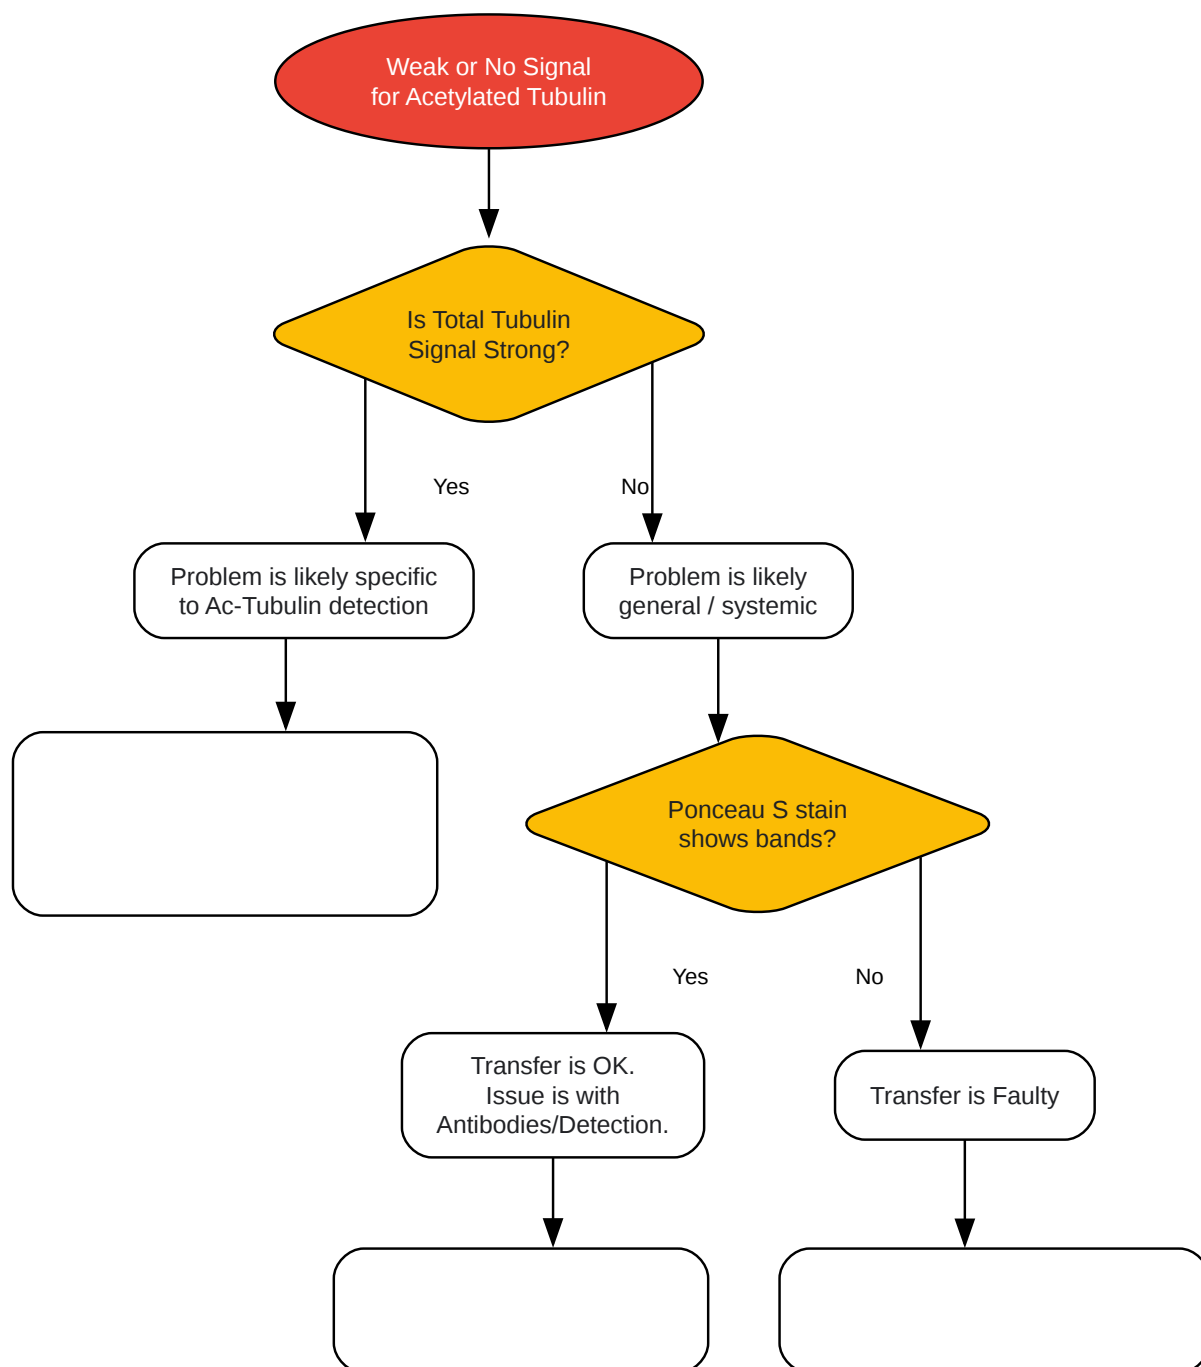 Weak or No Signal
for Acetylated Tubulin
Is Total Tubulin
Signal Strong?
Yes
No
Problem is likely specific
to Ac-Tubulin detection
Problem is likely
general / systemic
Ponceau S stain
shows bands?
Yes
No
Transfer is OK.
Issue is with
Antibodies/Detection.
Transfer is Faulty